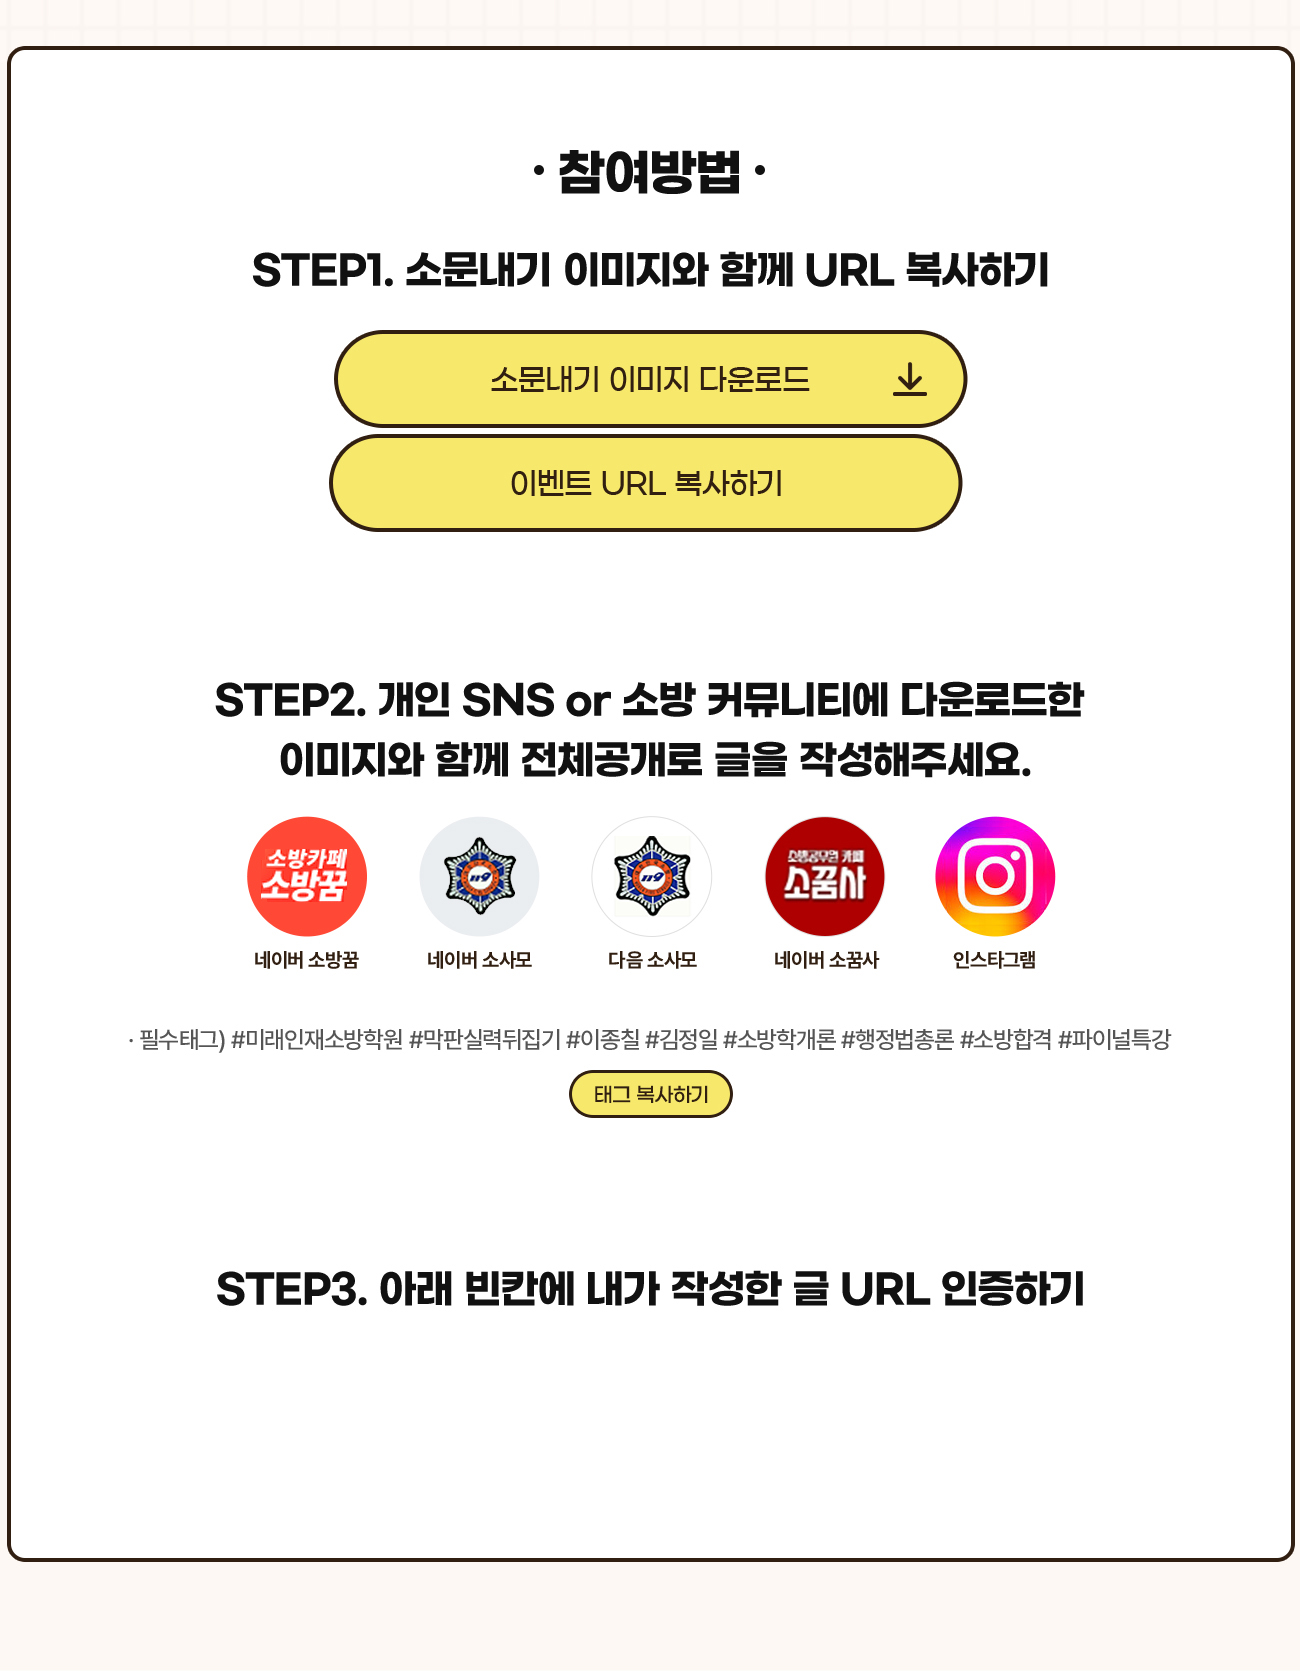 · 참여방법 ·
STEP1. 소문내기 이미지와 함께 URL 복사하기
소문내기 이미지 다운로드
이벤트 URL 복사하기
STEP2. 개인 SNS or 소방 커뮤니티에 다운로드한
이미지와 함께 전체공개로 글을 작성해주세요.
소방카페
소방꿈
119
119
소방공무원 카페
소꿈사
네이버 소방꿈
네이버 소사모
다음 소사모
네이버 소꿈사
인스타그램
· 필수태그) #미래인재소방학원 #막판실력뒤집기 #이종칠 #김정일 #소방학개론 #행정법총론 #소방합격 #파이널특강
태그 복사하기
STEP3. 아래 빈칸에 내가 작성한 글 URL 인증하기